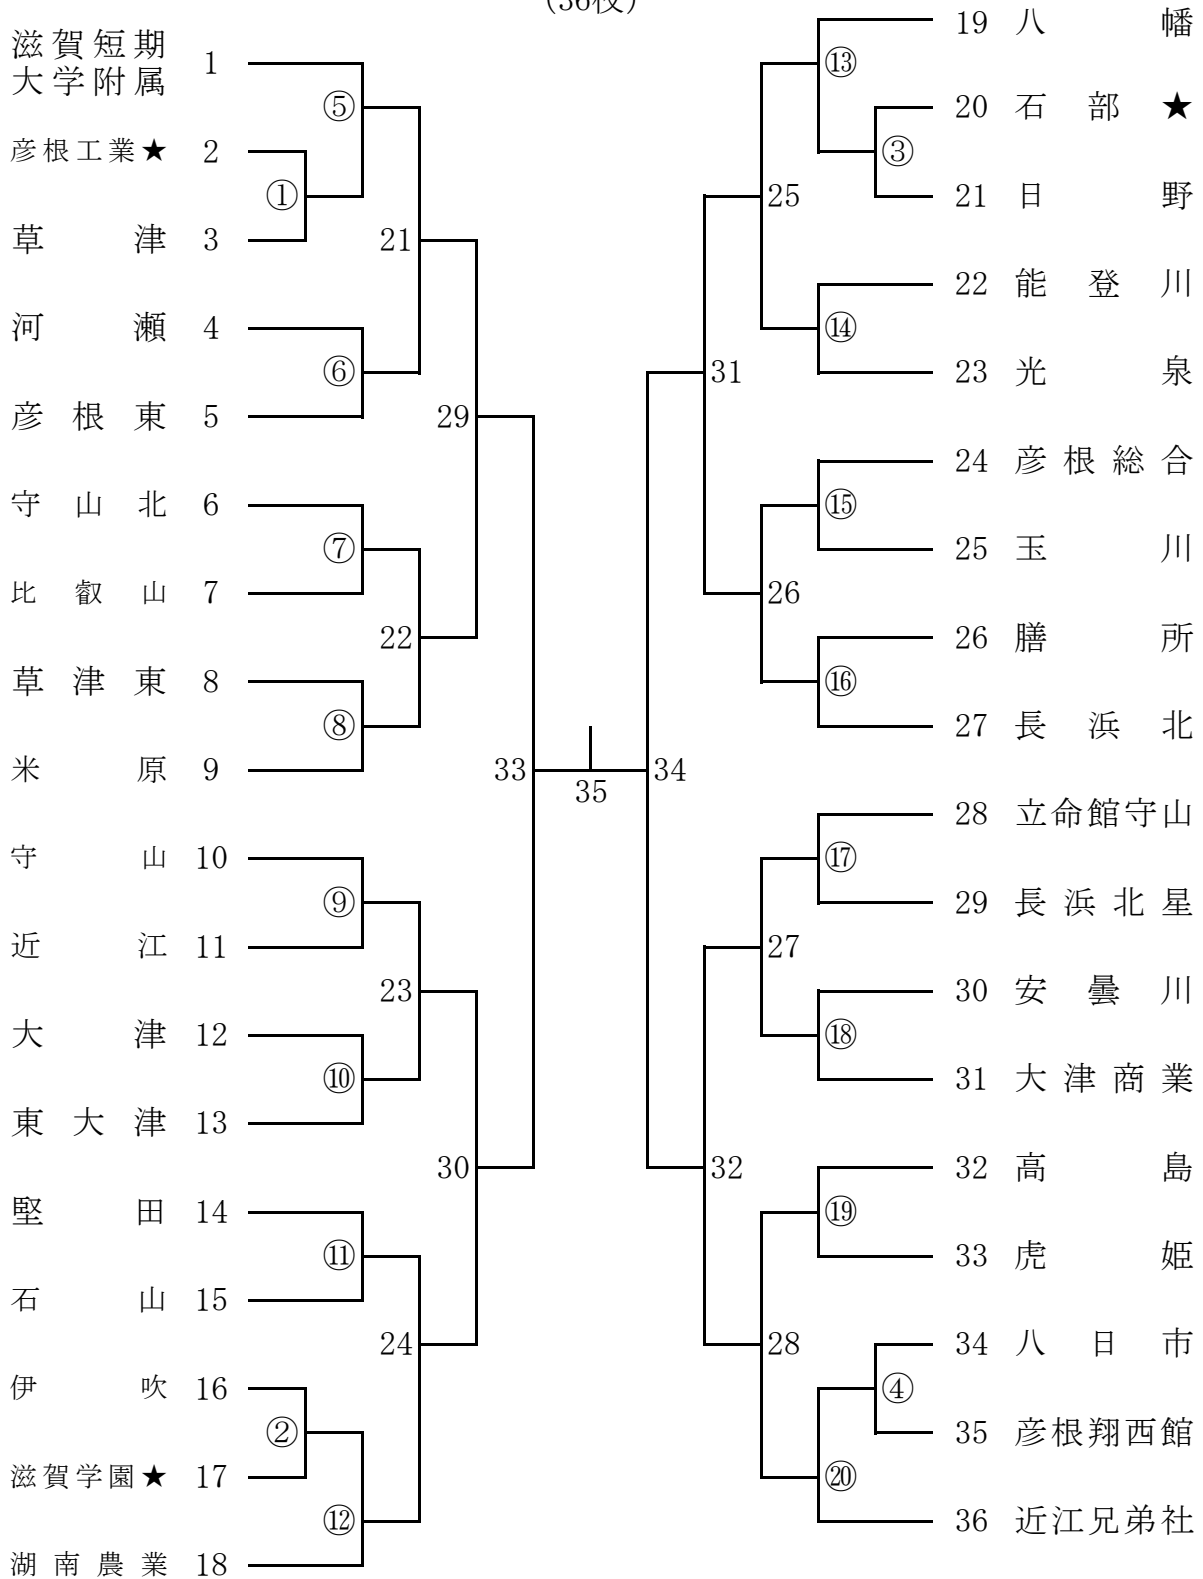 (36校)
滋賀短期大学附属 1
彦根工業★ 2
草津 3
河瀬 4
彦根東 5
守山北 6
比叡山 7
草津東 8
米原 9
守山 10
近江 11
大津 12
東大津 13
堅田 14
石山 15
伊吹 16
滋賀学園★ 17
湖南農業 18
⑤
①
21
⑥
29
⑦
22
⑧
33
⑨
23
⑩
30
⑪
24
②
⑫
35
⑬
③
25
⑭
31
⑮
26
⑯
34
⑰
27
⑱
32
⑲
28
④
⑳
19 八幡
20 石部★
21 日野
22 能登川
23 光泉
24 彦根総合
25 玉川
26 膳所
27 長浜北
28 立命館守山
29 長浜北星
30 安曇川
31 大津商業
32 高島
33 虎姫
34 八日市
35 彦根翔西館
36 近江兄弟社